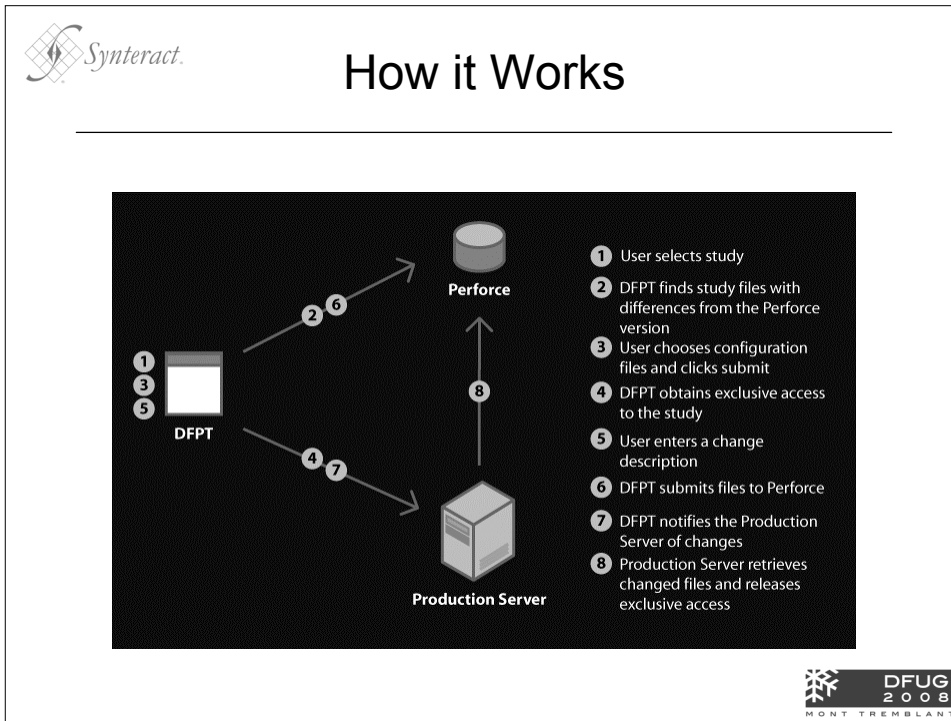 Synteract.
How it Works
Perforce
2 6
1
3
5
DFPT
8
4 7
Production Server
1 User selects study
2 DFPT finds study files with
differences from the Perforce
version
3 User chooses configuration
files and clicks submit
4 DFPT obtains exclusive access
to the study
5 User enters a change
description
6 DFPT submits files to Perforce
7 DFPT notifies the Production
Server of changes
8 Production Server retrieves
changed files and releases
exclusive access
DFUG
2008
MONT TREMBLANT